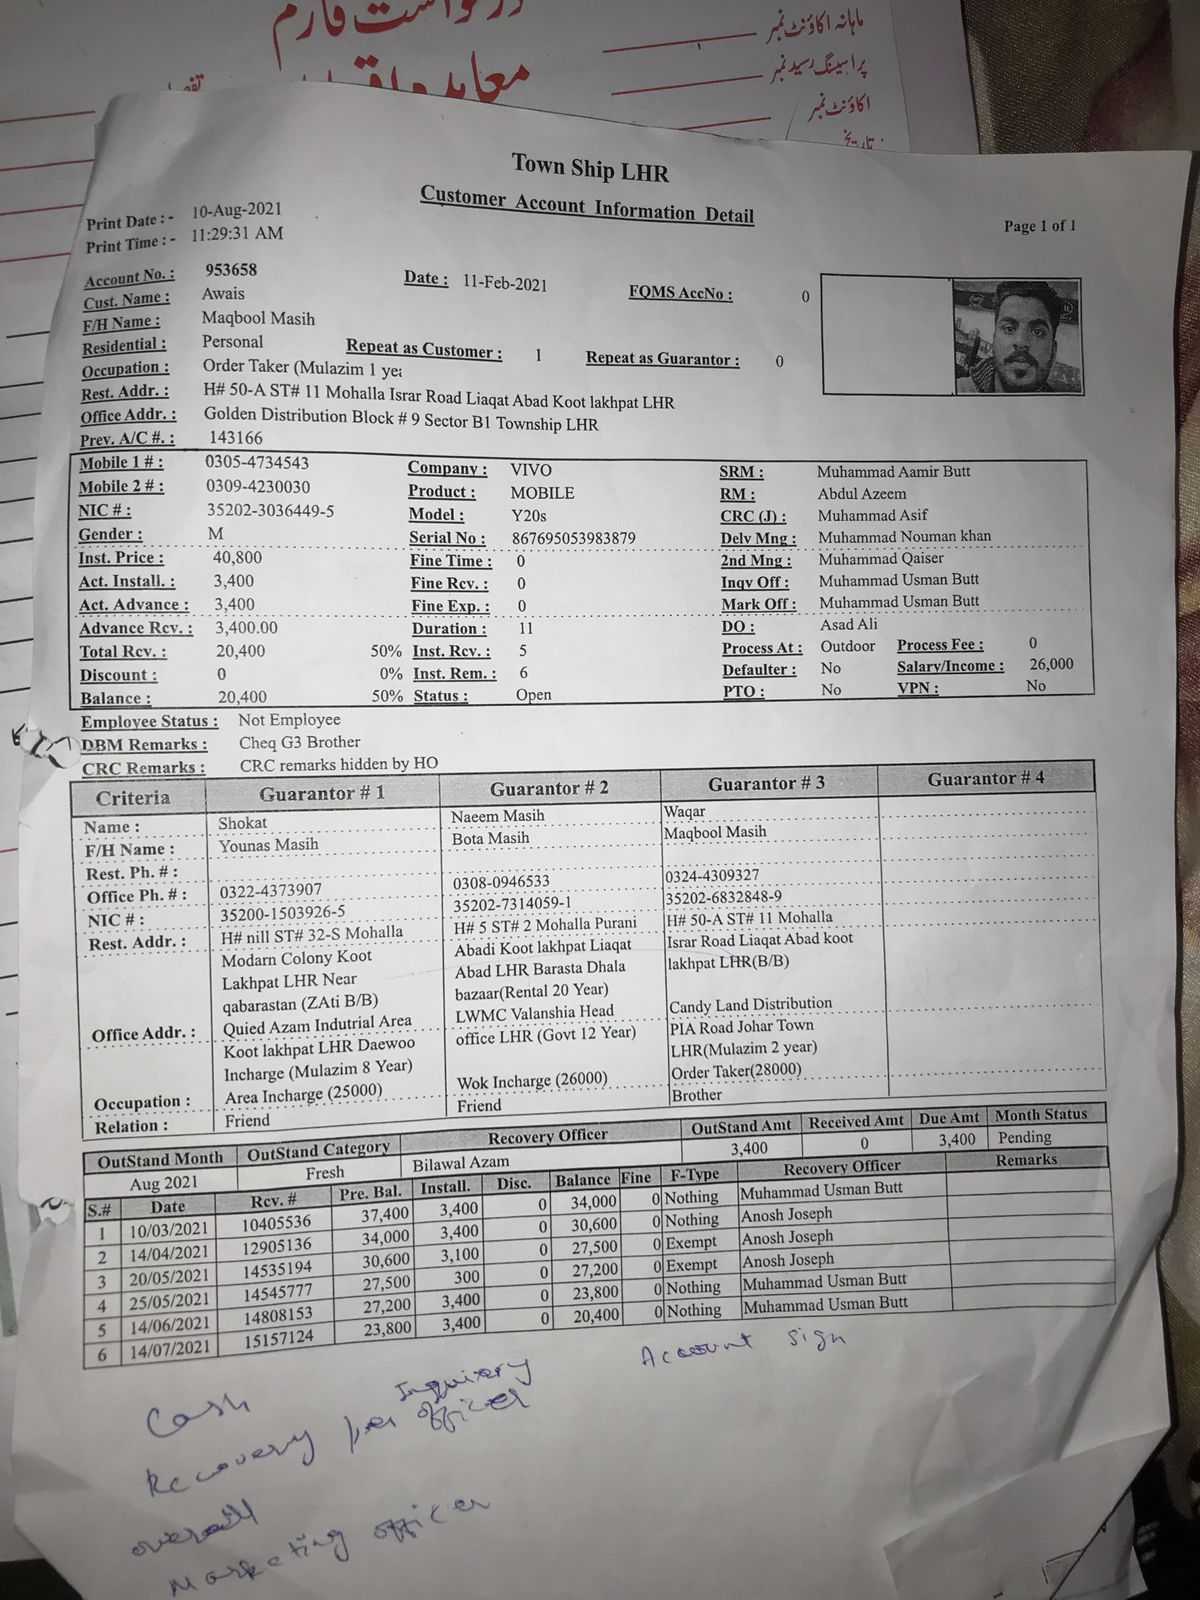 درخواست فارم
معاہدہ
ماہانہ اکاؤنٹ نمبر
پراسیسنگ رسید نمبر
اکاؤنٹ نمبر
تاریخ
Town Ship LHR
Customer Account Information Detail
Print Date : - 10-Aug-2021
Print Time : - 11:29:31 AM
Page 1 of 1
Account No. : 953658 Date : 11-Feb-2021 FQMS AccNo : 0
Cust. Name : Awais
F/H Name : Maqbool Masih
Residential : Personal Repeat as Customer : 1 Repeat as Guarantor : 0
Occupation : Order Taker (Mulazim 1 yea
Rest. Addr. : H# 50-A ST# 11 Mohalla Israr Road Liaqat Abad Koot lakhpat LHR
Office Addr. : Golden Distribution Block # 9 Sector B1 Township LHR
Prev. A/C #. : 143166
Mobile 1 # : 0305-4734543 Company : VIVO SRM : Muhammad Aamir Butt
Mobile 2 # : 0309-4230030 Product : MOBILE RM : Abdul Azeem
NIC # : 35202-3036449-5 Model : Y20s CRC (J) : Muhammad Asif
Gender : M Serial No : 867695053983879 Delv Mng : Muhammad Nouman khan
Inst. Price : 40,800 Fine Time : 0 2nd Mng : Muhammad Qaiser
Act. Install. : 3,400 Fine Rcv. : 0 Inqv Off : Muhammad Usman Butt
Act. Advance : 3,400 Fine Exp. : 0 Mark Off : Muhammad Usman Butt
Advance Rcv. : 3,400.00 Duration : 11 DO : Asad Ali
Total Rcv. : 20,400 50% Inst. Rcv. : 5 Process At : Outdoor Process Fee : 0
Discount : 0 0% Inst. Rem. : 6 Defaulter : No Salary/Income : 26,000
Balance : 20,400 50% Status : Open PTO : No VPN : No
Employee Status : Not Employee
DBM Remarks : Cheq G3 Brother
CRC Remarks : CRC remarks hidden by HO
Criteria Guarantor # 1 Guarantor # 2 Guarantor # 3 Guarantor # 4
Name : Shokat Naeem Masih Waqar
F/H Name : Younas Masih Bota Masih Maqbool Masih
Rest. Ph. # :
Office Ph. # : 0322-4373907 0308-0946533 0324-4309327
NIC # : 35200-1503926-5 35202-7314059-1 35202-6832848-9
Rest. Addr. : H# nill ST# 32-S Mohalla H# 5 ST# 2 Mohalla Purani H# 50-A ST# 11 Mohalla
Modarn Colony Koot Abadi Koot lakhpat Liaqat Israr Road Liaqat Abad koot
Lakhpat LHR Near Abad LHR Barasta Dhala lakhpat LHR(B/B)
qabarastan (ZAti B/B) bazaar(Rental 20 Year)
Office Addr. : Quied Azam Indutrial Area LWMC Valanshia Head Candy Land Distribution
Koot lakhpat LHR Daewoo office LHR (Govt 12 Year) PIA Road Johar Town
Incharge (Mulazim 8 Year) LHR(Mulazim 2 year)
Occupation : Area Incharge (25000) Wok Incharge (26000) Order Taker(28000)
Relation : Friend Friend Brother
OutStand Month OutStand Category Recovery Officer OutStand Amt Received Amt Due Amt Month Status
Aug 2021 Fresh Bilawal Azam 3,400 0 3,400 Pending
S.# Date Rcv. # Pre. Bal. Install. Disc. Balance Fine F-Type Recovery Officer Remarks
1 10/03/2021 10405536 37,400 3,400 0 34,000 0 Nothing Muhammad Usman Butt
2 14/04/2021 12905136 34,000 3,400 0 30,600 0 Nothing Anosh Joseph
3 20/05/2021 14535194 30,600 3,100 0 27,500 0 Exempt Anosh Joseph
4 25/05/2021 14545777 27,500 300 0 27,200 0 Exempt Anosh Joseph
5 14/06/2021 14808153 27,200 3,400 0 23,800 0 Nothing Muhammad Usman Butt
6 14/07/2021 15157124 23,800 3,400 0 20,400 0 Nothing Muhammad Usman Butt
Cash Inquiery Account sign
Recovery per officer
overall
Marketing officer